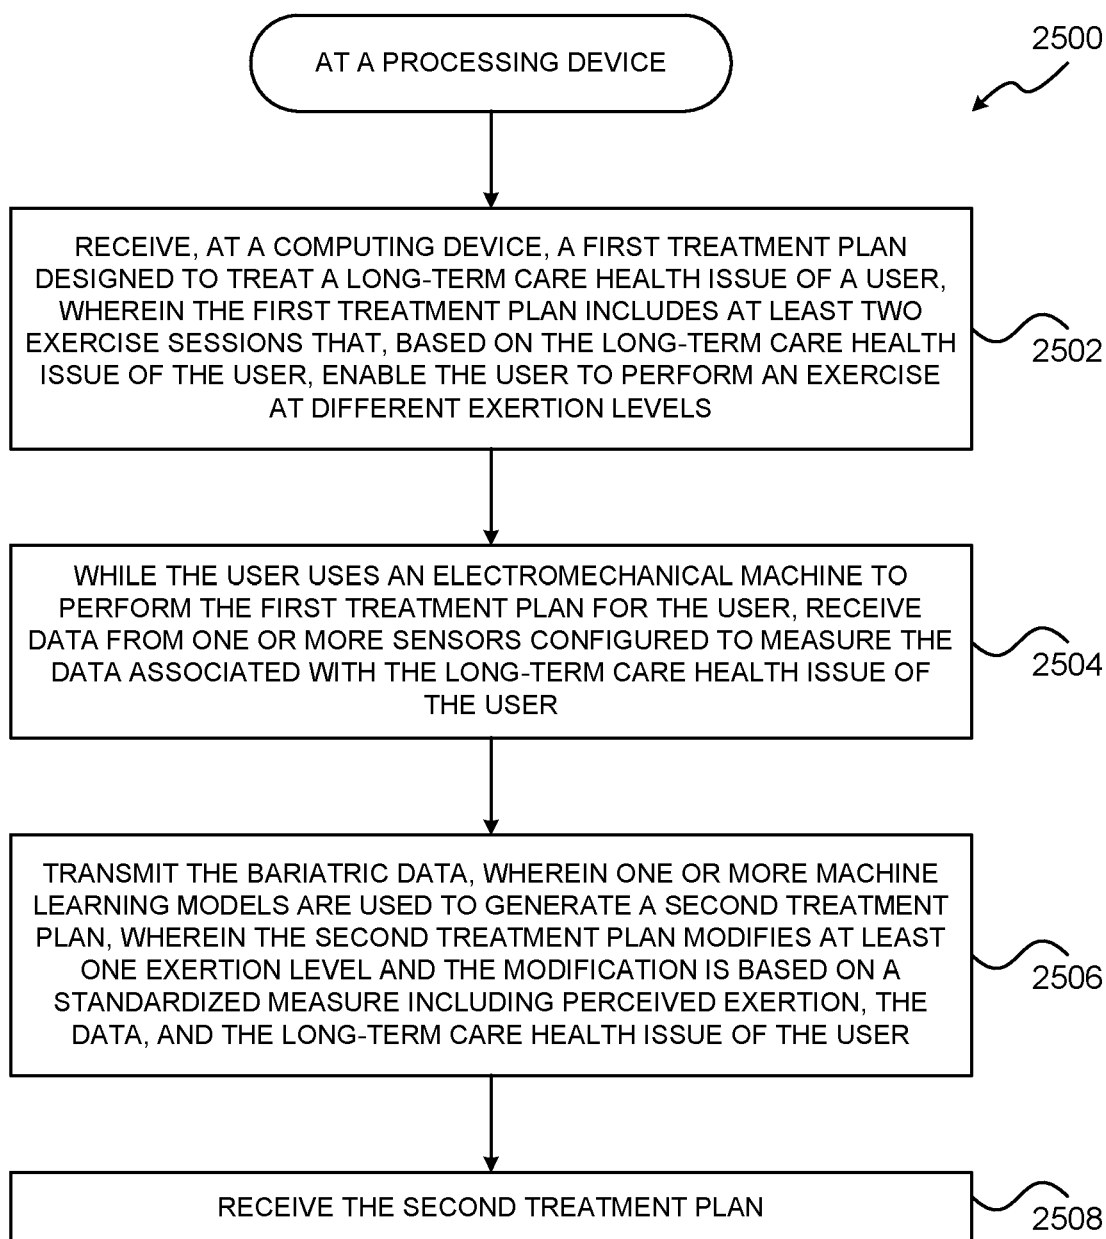 AT A PROCESSING DEVICE
2500
RECEIVE, AT A COMPUTING DEVICE, A FIRST TREATMENT PLAN
DESIGNED TO TREAT A LONG-TERM CARE HEALTH ISSUE OF A USER,
WHEREIN THE FIRST TREATMENT PLAN INCLUDES AT LEAST TWO
EXERCISE SESSIONS THAT, BASED ON THE LONG-TERM CARE HEALTH
ISSUE OF THE USER, ENABLE THE USER TO PERFORM AN EXERCISE
AT DIFFERENT EXERTION LEVELS
2502
WHILE THE USER USES AN ELECTROMECHANICAL MACHINE TO
PERFORM THE FIRST TREATMENT PLAN FOR THE USER, RECEIVE
DATA FROM ONE OR MORE SENSORS CONFIGURED TO MEASURE THE
DATA ASSOCIATED WITH THE LONG-TERM CARE HEALTH ISSUE OF
THE USER
2504
TRANSMIT THE BARIATRIC DATA, WHEREIN ONE OR MORE MACHINE
LEARNING MODELS ARE USED TO GENERATE A SECOND TREATMENT
PLAN, WHEREIN THE SECOND TREATMENT PLAN MODIFIES AT LEAST
ONE EXERTION LEVEL AND THE MODIFICATION IS BASED ON A
STANDARDIZED MEASURE INCLUDING PERCEIVED EXERTION, THE
DATA, AND THE LONG-TERM CARE HEALTH ISSUE OF THE USER
2506
RECEIVE THE SECOND TREATMENT PLAN
2508